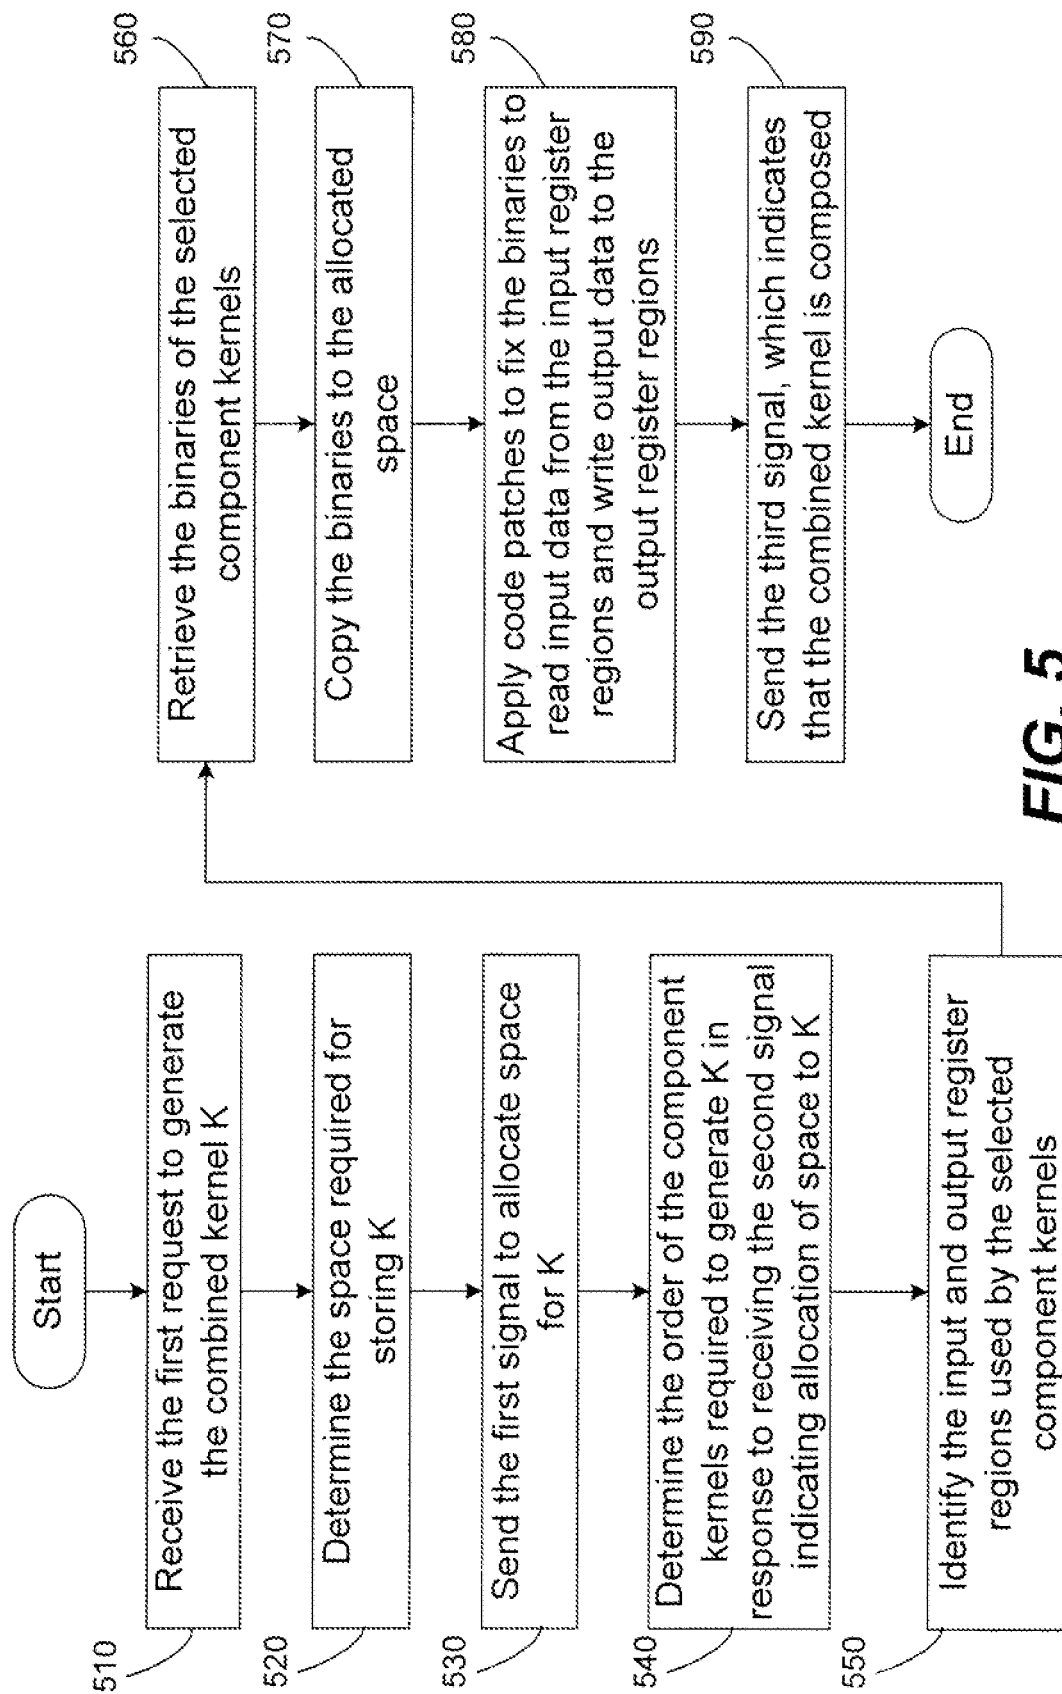 Start
510
Receive the first request to generate
the combined kernel K
520
Determine the space required for
storing K
530
Send the first signal to allocate space
for K
540
Determine the order of the component
kernels required to generate K in
response to receiving the second signal
indicating allocation of space to K
550
Identify the input and output register
regions used by the selected
component kernels
560
Retrieve the binaries of the selected
component kernels
570
Copy the binaries to the allocated
space
580
Apply code patches to fix the binaries to
read input data from the input register
regions and write output data to the
output register regions
590
Send the third signal, which indicates
that the combined kernel is composed
End
FIG. 5